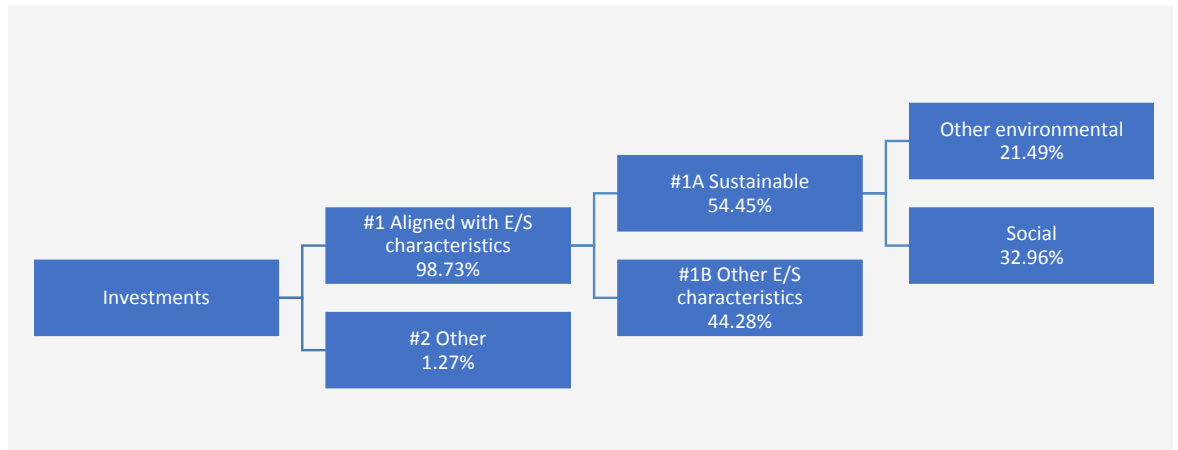 Investments
#1 Aligned with E/S
characteristics
98.73%
#2 Other
1.27%
#1A Sustainable
54.45%
#1B Other E/S
characteristics
44.28%
Other environmental
21.49%
Social
32.96%